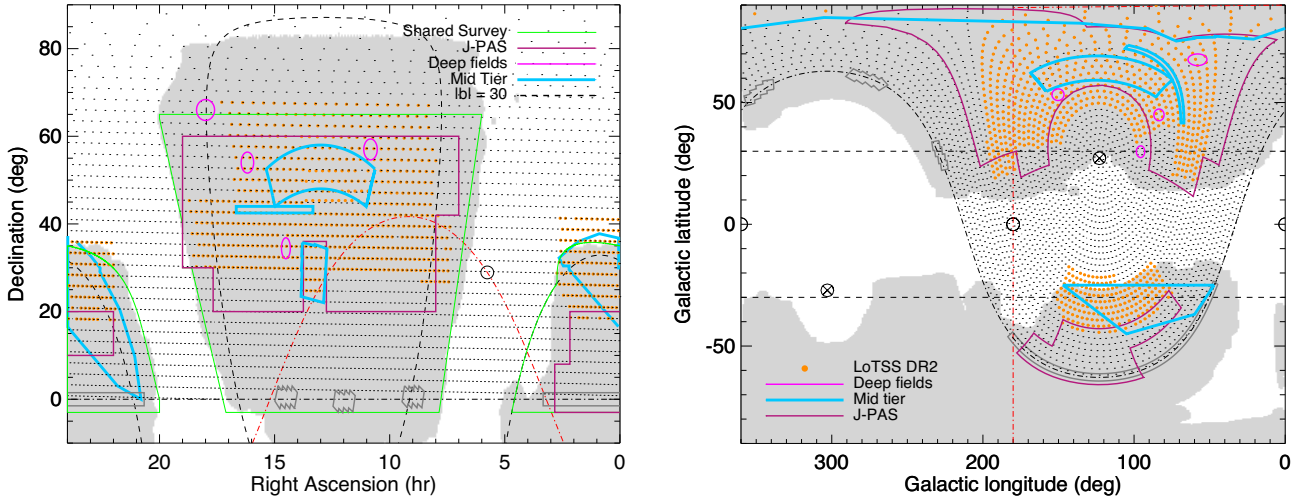 Shared Survey
J-PAS
Deep fields
Mid Tier
|b| = 30
80
60
40
20
0
Declination (deg)
20
15
10
5
0
Right Ascension (hr)
50
0
-50
Galactic latitude (deg)
LoTSS DR2
Deep fields
Mid tier
J-PAS
300
200
100
0
Galactic longitude (deg)